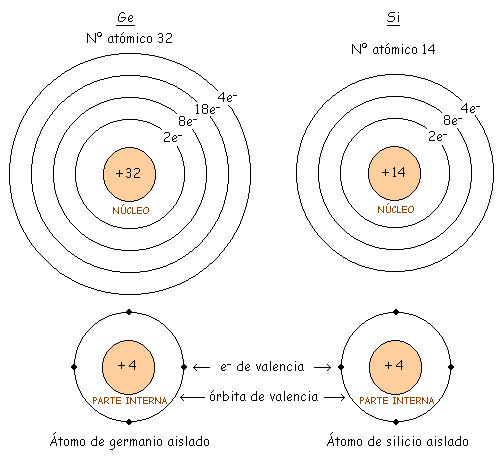 Ge
Nº atómico 32
4e⁻
18e⁻
8e⁻
2e⁻
+32
NÚCLEO
Si
Nº atómico 14
4e⁻
8e⁻
2e⁻
+14
NÚCLEO
+4
PARTE INTERNA
e⁻ de valencia
órbita de valencia
+4
PARTE INTERNA
Átomo de germanio aislado
Átomo de silicio aislado